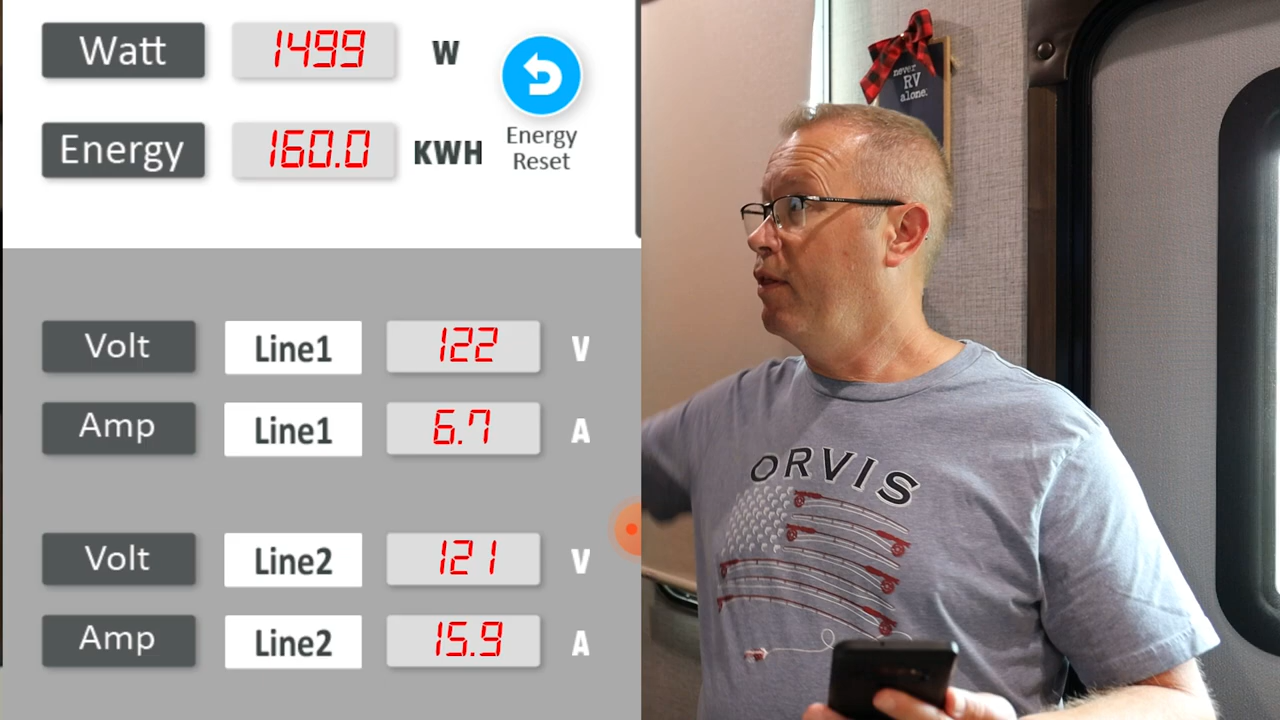 Watt 1499 W
Energy 160.0 KWH
Energy
Reset
Volt Line1 122 V
Amp Line1 6.7 A
Volt Line2 121 V
Amp Line2 15.9 A
never
RV
alone.
ORVIS